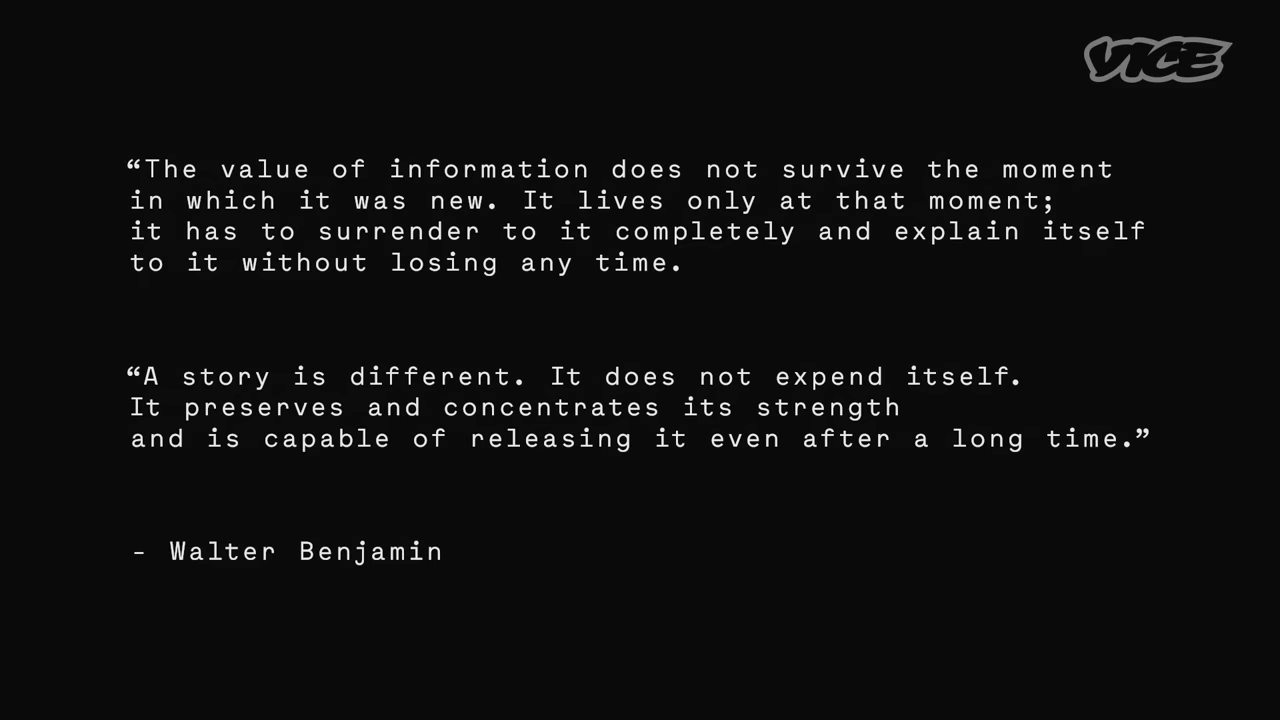 VICE
“The value of information does not survive the moment
in which it was new. It lives only at that moment;
it has to surrender to it completely and explain itself
to it without losing any time.
“A story is different. It does not expend itself.
It preserves and concentrates its strength
and is capable of releasing it even after a long time.”
- Walter Benjamin